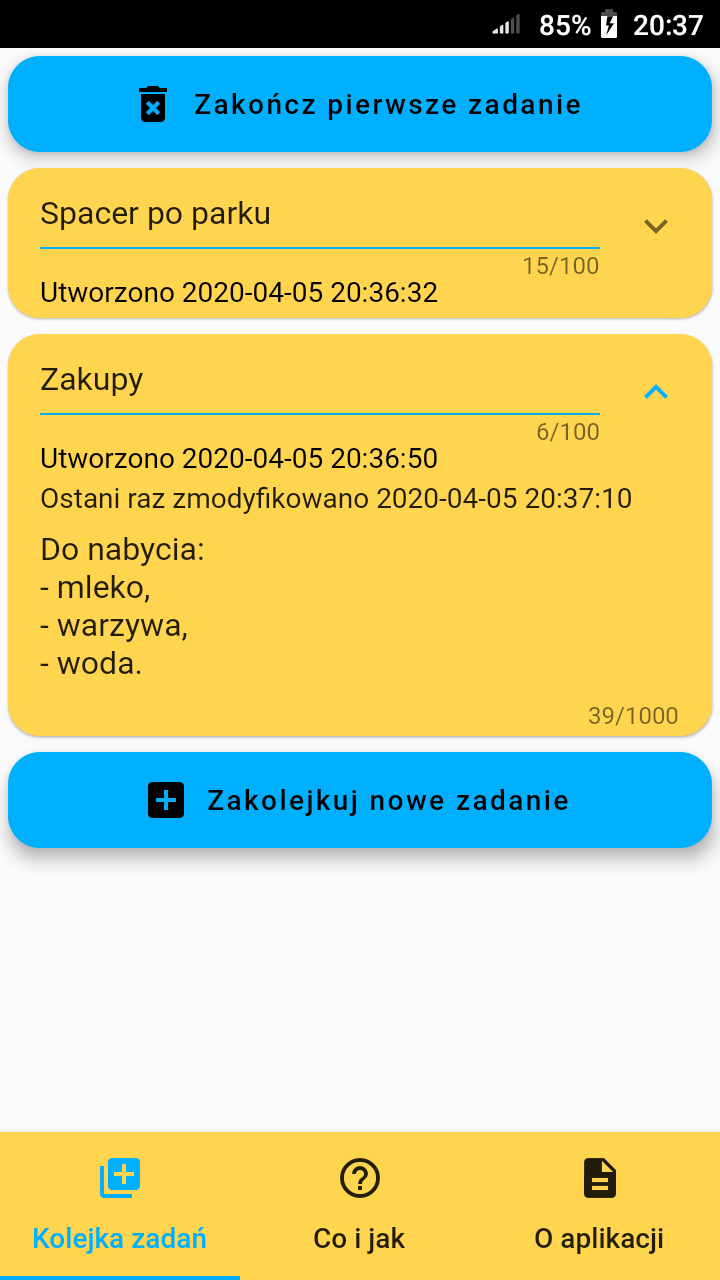 85% 20:37
Zakończ pierwsze zadanie
Spacer po parku
15/100
Utworzono 2020-04-05 20:36:32
Zakupy
6/100
Utworzono 2020-04-05 20:36:50
Ostani raz zmodyfikowano 2020-04-05 20:37:10
Do nabycia:
- mleko,
- warzywa,
- woda.
39/1000
Zakolejkuj nowe zadanie
Kolejka zadań Co i jak O aplikacji